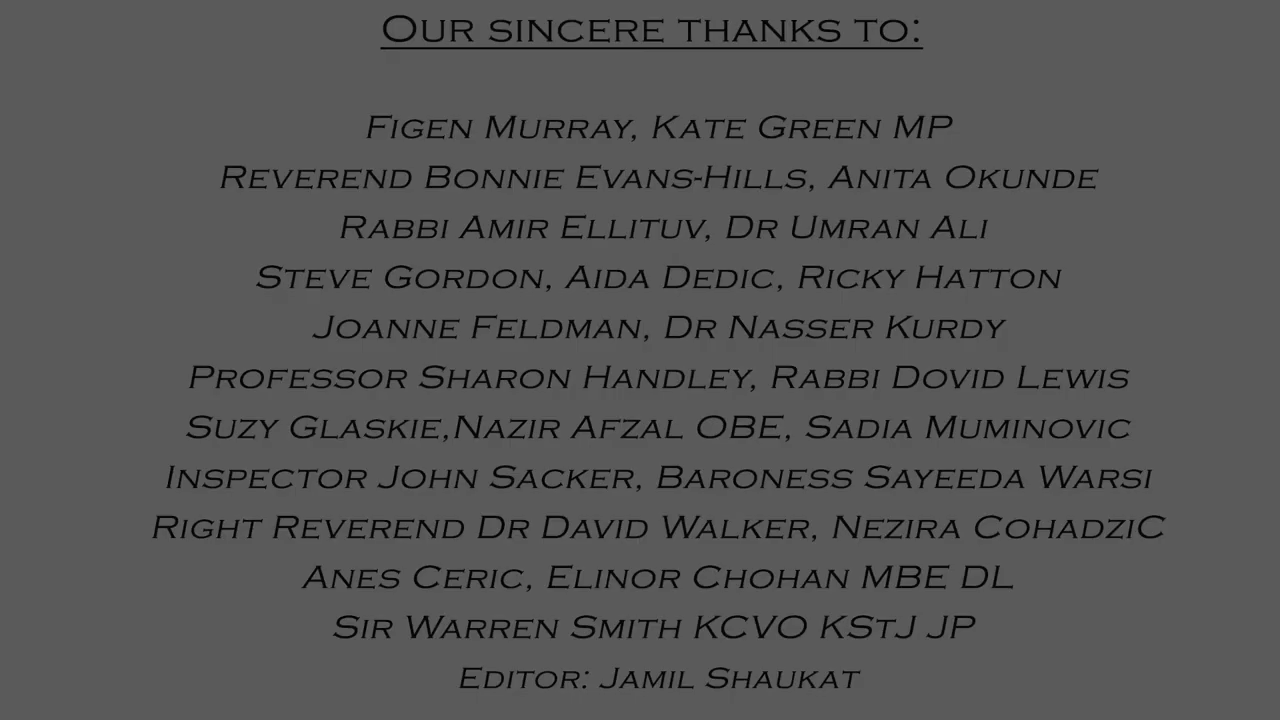 Our sincere thanks to:
Figen Murray, Kate Green MP
Reverend Bonnie Evans-Hills, Anita Okunde
Rabbi Amir Ellituv, Dr Umran Ali
Steve Gordon, Aida Dedic, Ricky Hatton
Joanne Feldman, Dr Nasser Kurdy
Professor Sharon Handley, Rabbi Dovid Lewis
Suzy Glaskie,Nazir Afzal OBE, Sadia Muminovic
Inspector John Sacker, Baroness Sayeeda Warsi
Right Reverend Dr David Walker, Nezira CohadziC
Anes Ceric, Elinor Chohan MBE DL
Sir Warren Smith KCVO KStJ JP
Editor: Jamil Shaukat